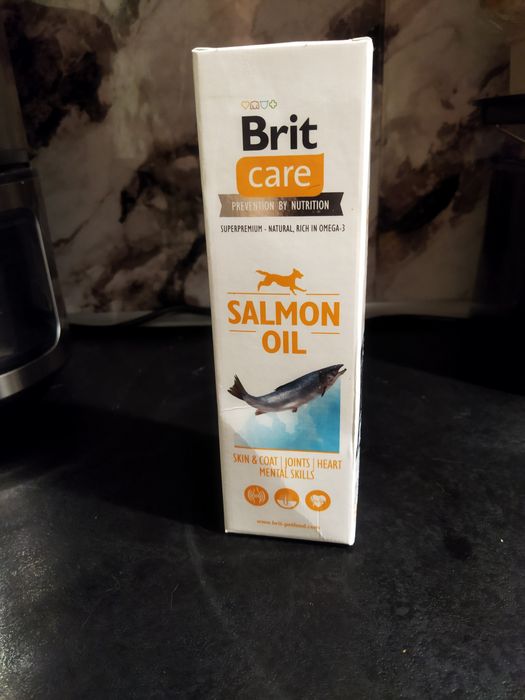 Brit
care
PREVENTION BY NUTRITION
SUPERPREMIUM - NATURAL, RICH IN OMEGA-3
SALMON
OIL
SKIN & COAT | JOINTS | HEART
MENTAL SKILLS
www.brit-petfood.com